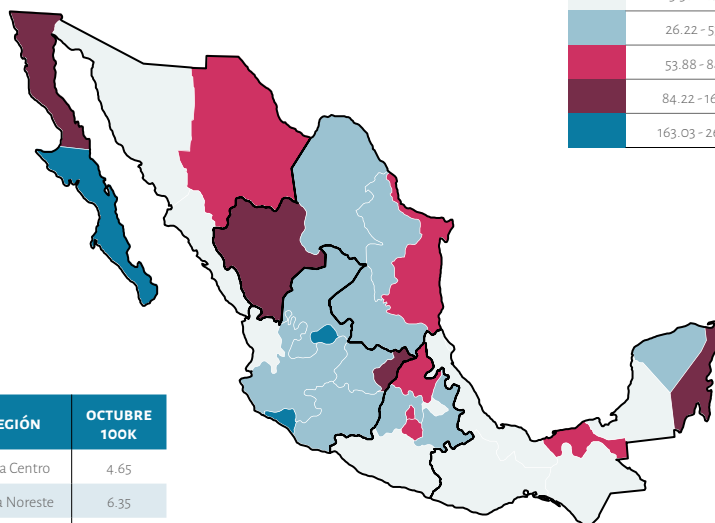 26.22 - 5
53.88 - 8
84.22 - 16
163.03 - 26
EGIÓN
OCTUBRE
100K
a Centro
4.65
a Noreste
6.35